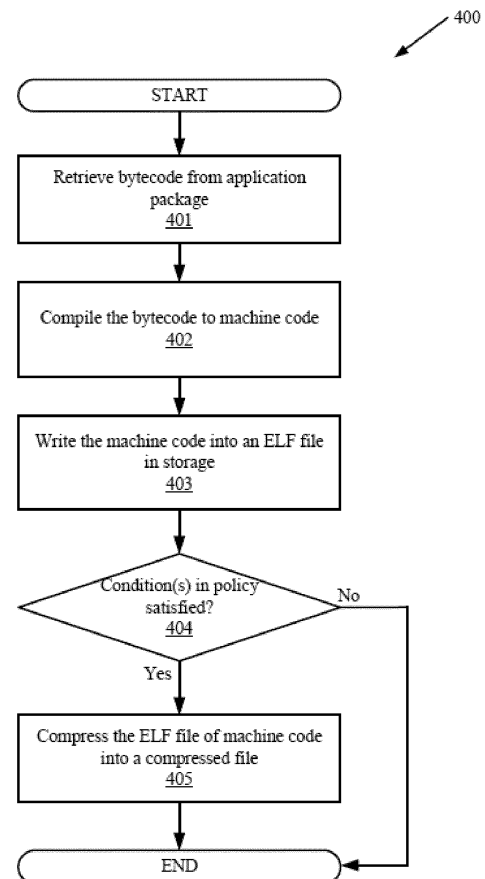 400
START
Retrieve bytecode from application
package
401
Compile the bytecode to machine code
402
Write the machine code into an ELF file
in storage
403
Condition(s) in policy
satisfied?
404
No
Yes
Compress the ELF file of machine code
into a compressed file
405
END